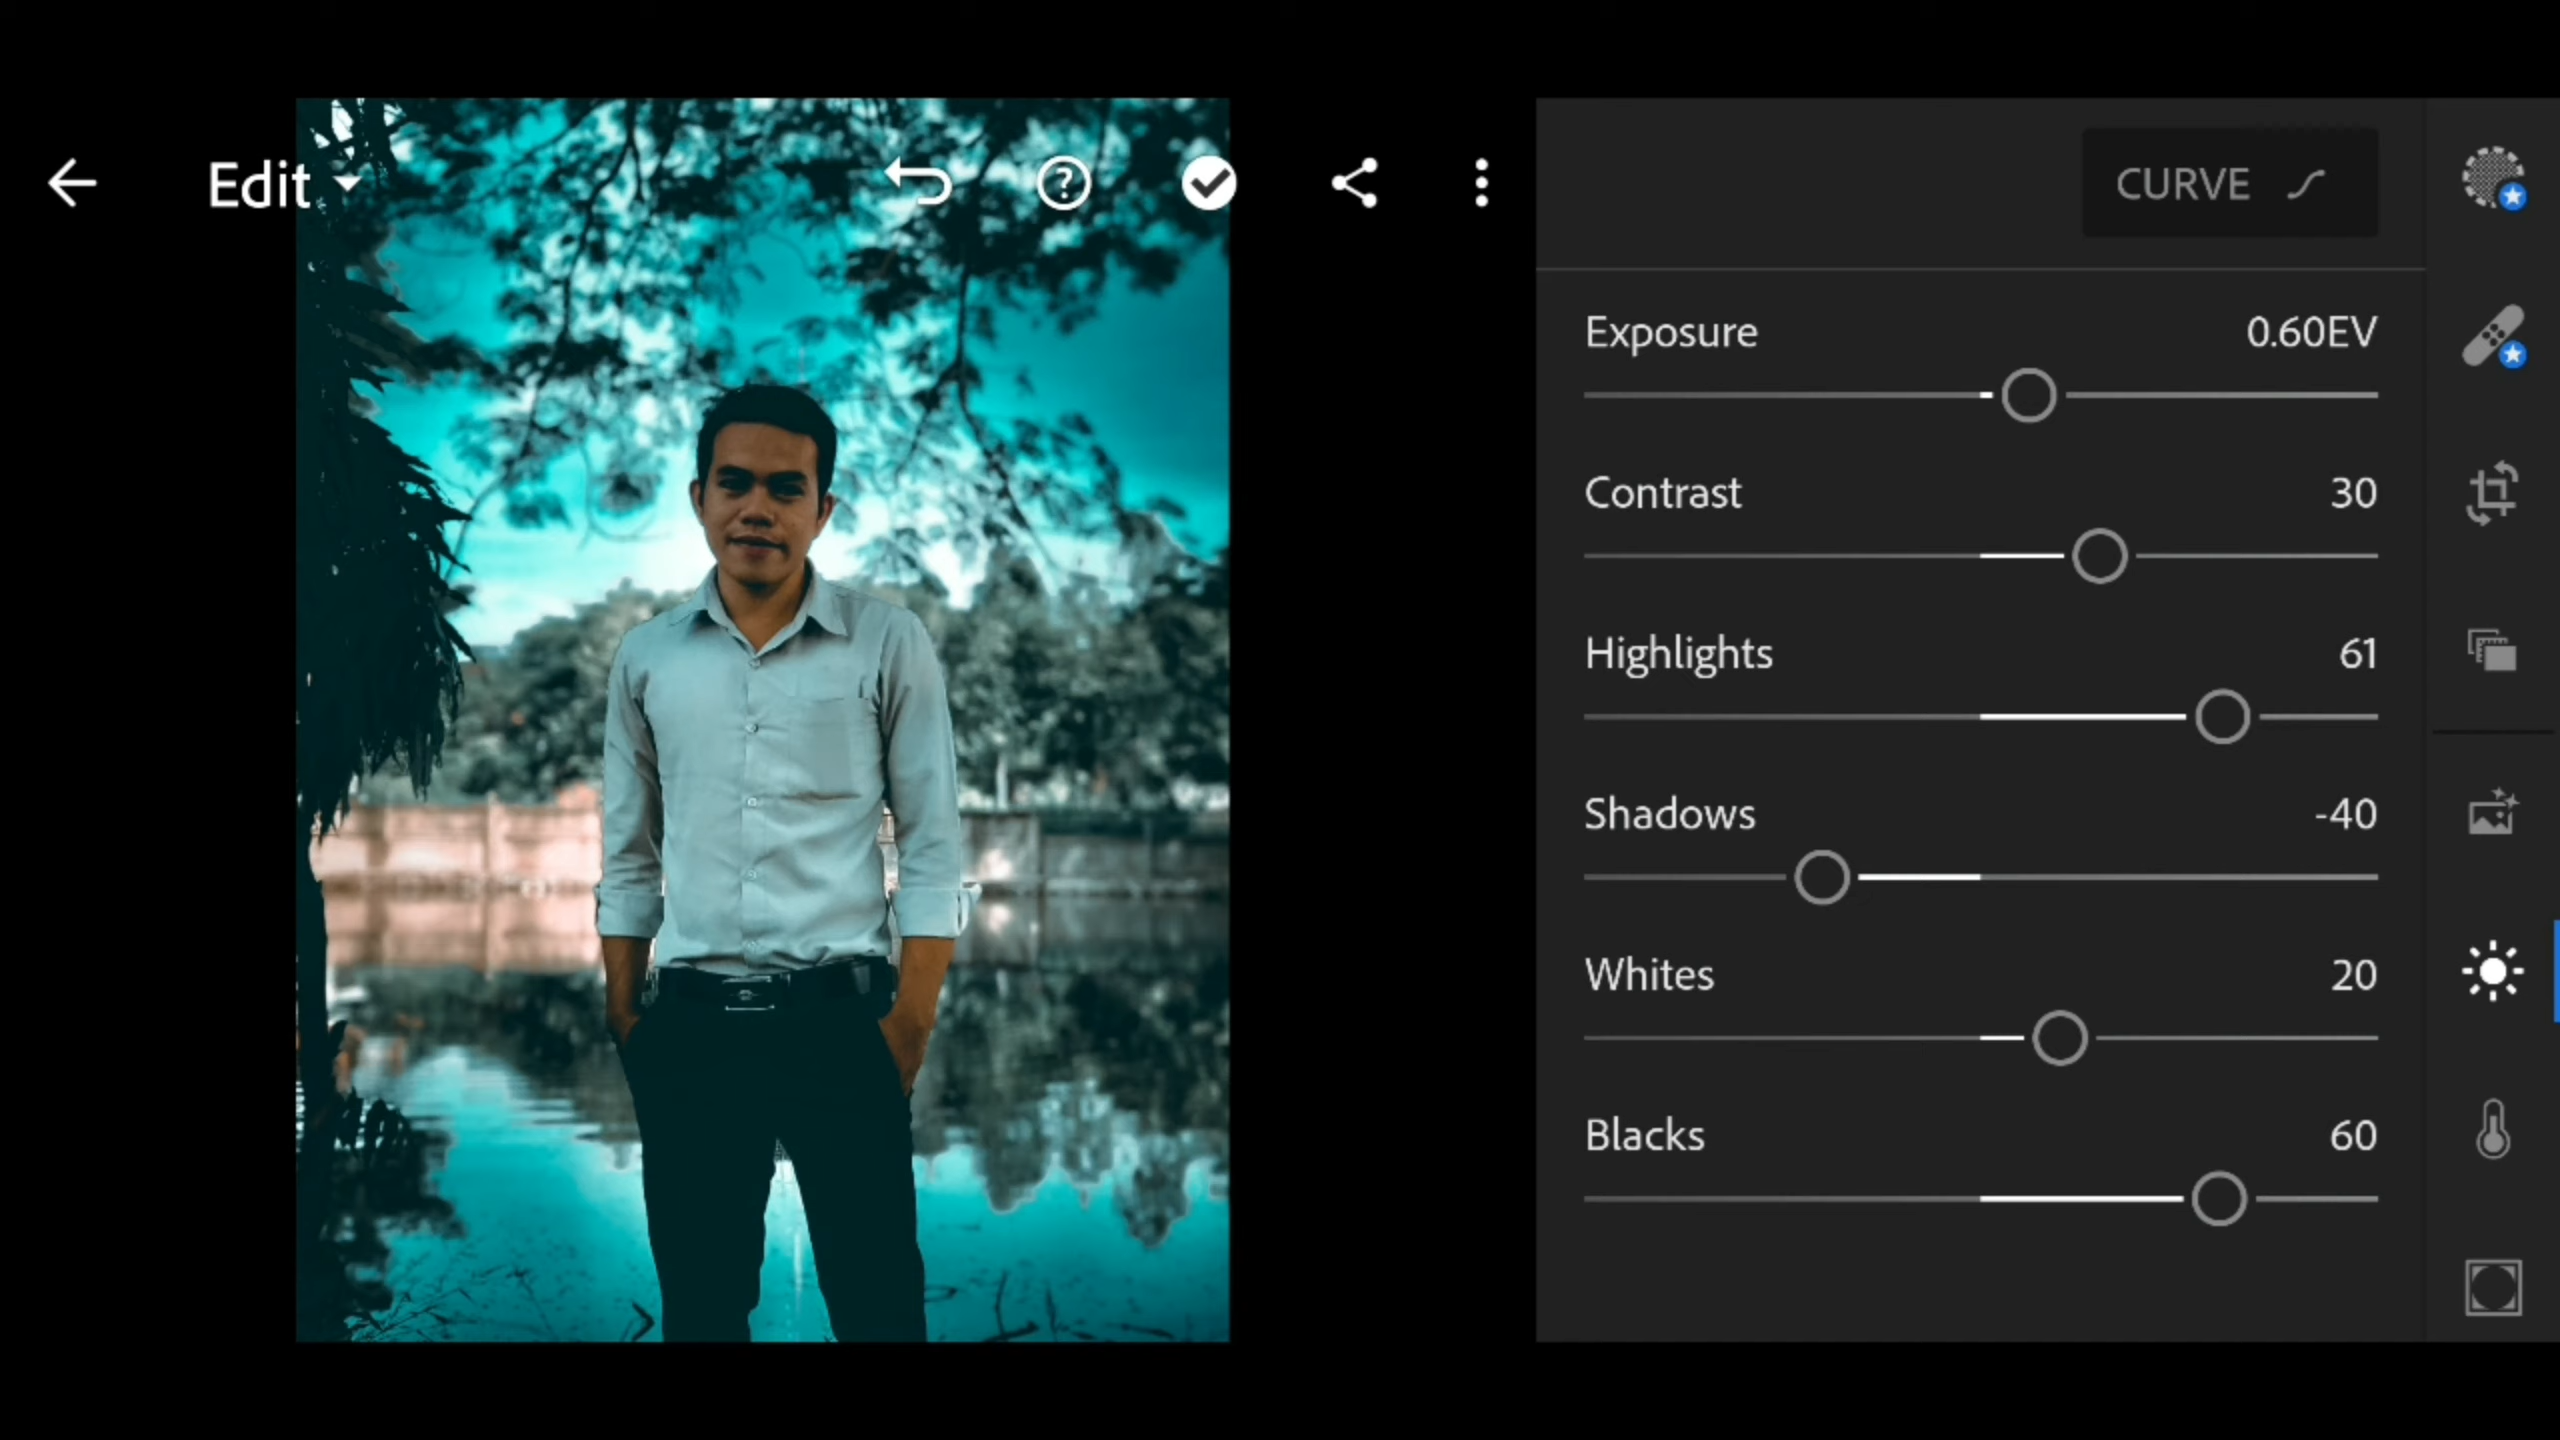 Edit
CURVE
Exposure 0.60EV
Contrast 30
Highlights 61
Shadows -40
Whites 20
Blacks 60